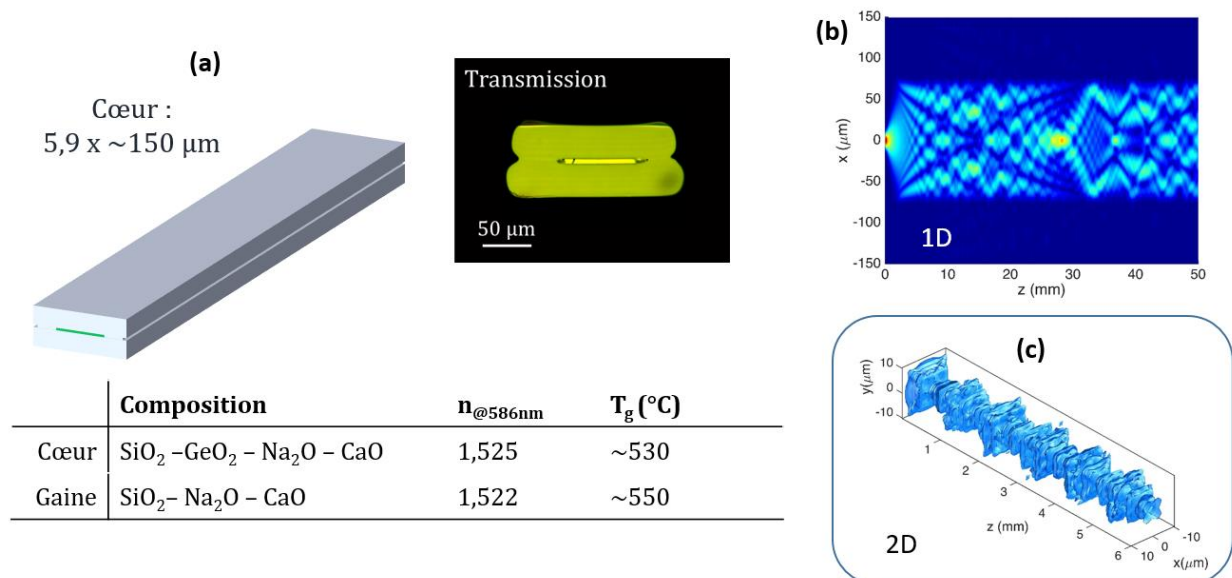 (a)
Cœur :
5,9 x ~150 μm
Transmission
50 μm
Composition n@586nm Tg (°C)
Cœur SiO2 –GeO2 – Na2O – CaO 1,525 ~530
Gaine SiO2– Na2O – CaO 1,522 ~550
(b)
150
100
50
0
-50
-100
-150
x (μm)
1D
0 10 20 30 40 50
z (mm)
(c)
y(μm)
10
0
-10
1
2
3
4
5
6
z (mm)
10
0
-10
x(μm)
2D